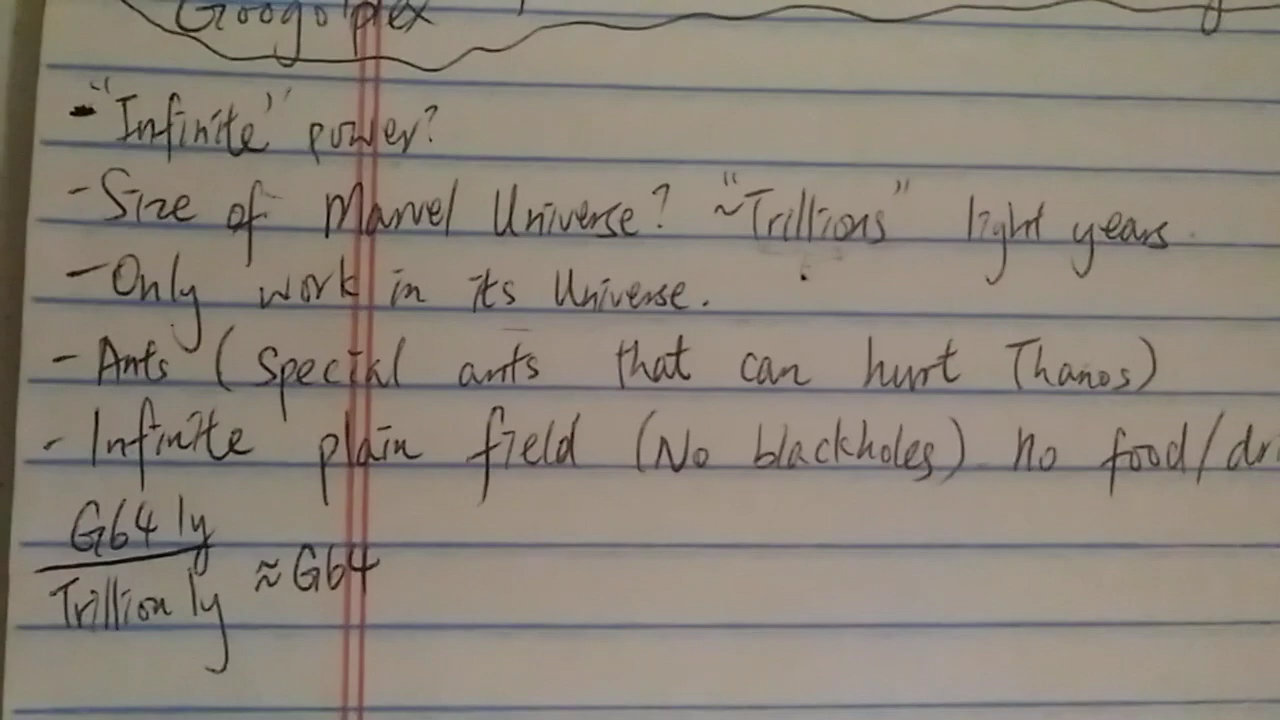 Googolplex
- "Infinite" power?
- Size of Marvel Universe? ~"Trillions" light years.
- Only work in its Universe.
- Ants (Special ants that can hurt Thanos)
- Infinite plain field (No blackholes) no food/
G64 ly
Trillion ly
≈ G64